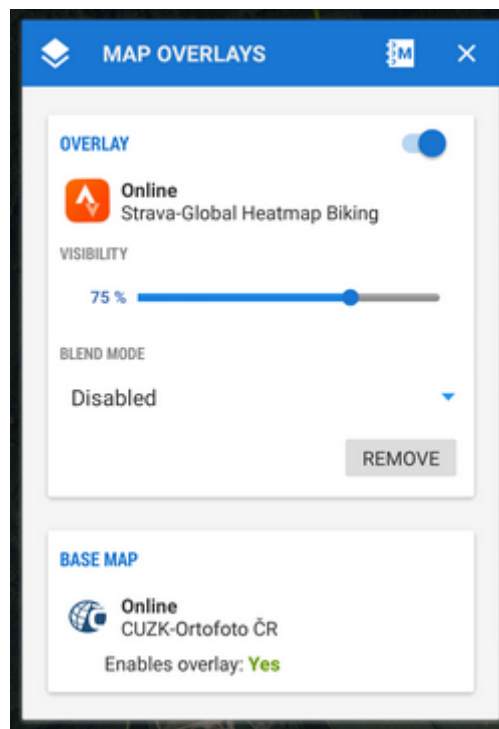 MAP OVERLAYS
M
OVERLAY
Online
Strava-Global Heatmap Biking
VISIBILITY
75 %
BLEND MODE
Disabled
REMOVE
BASE MAP
Online
CUZK-Ortofoto ČR
Enables overlay: Yes